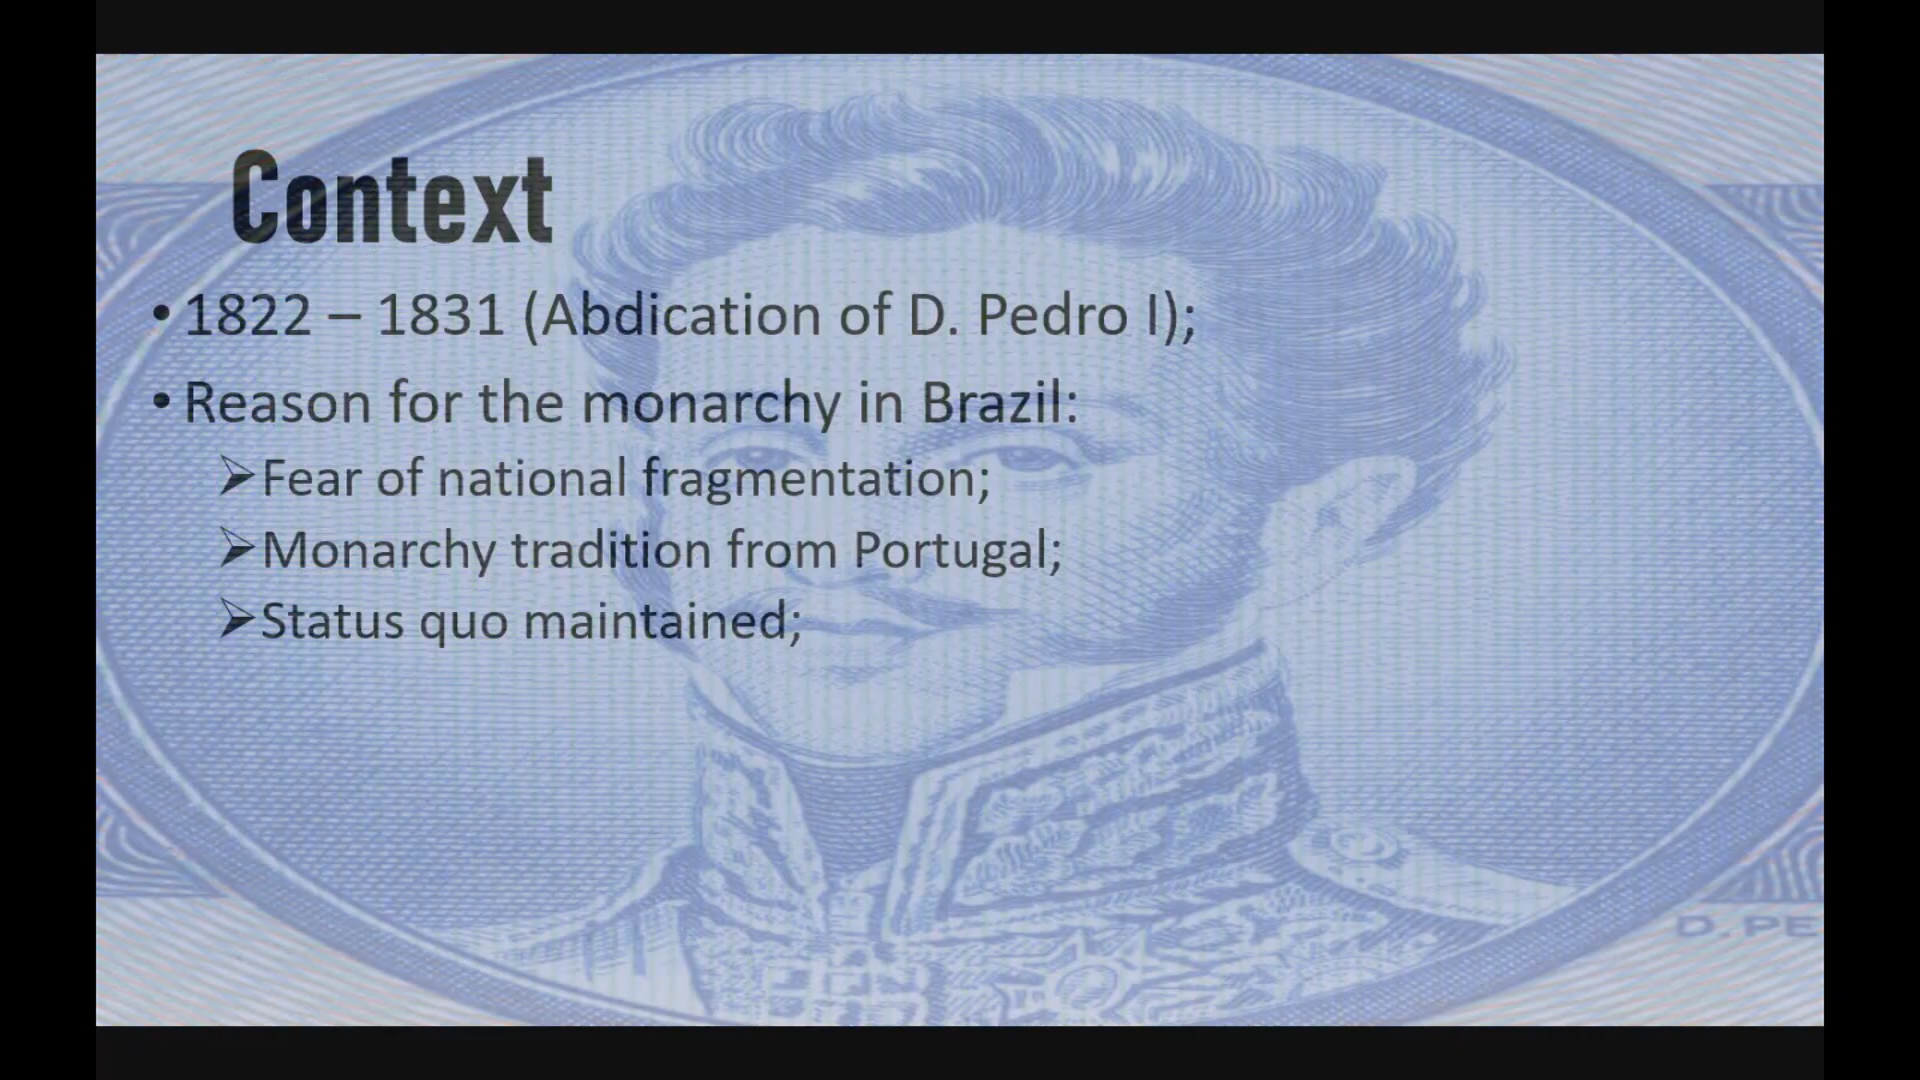 Context
• 1822 – 1831 (Abdication of D. Pedro I);
• Reason for the monarchy in Brazil:
➢Fear of national fragmentation;
➢Monarchy tradition from Portugal;
➢Status quo maintained;
D. PE